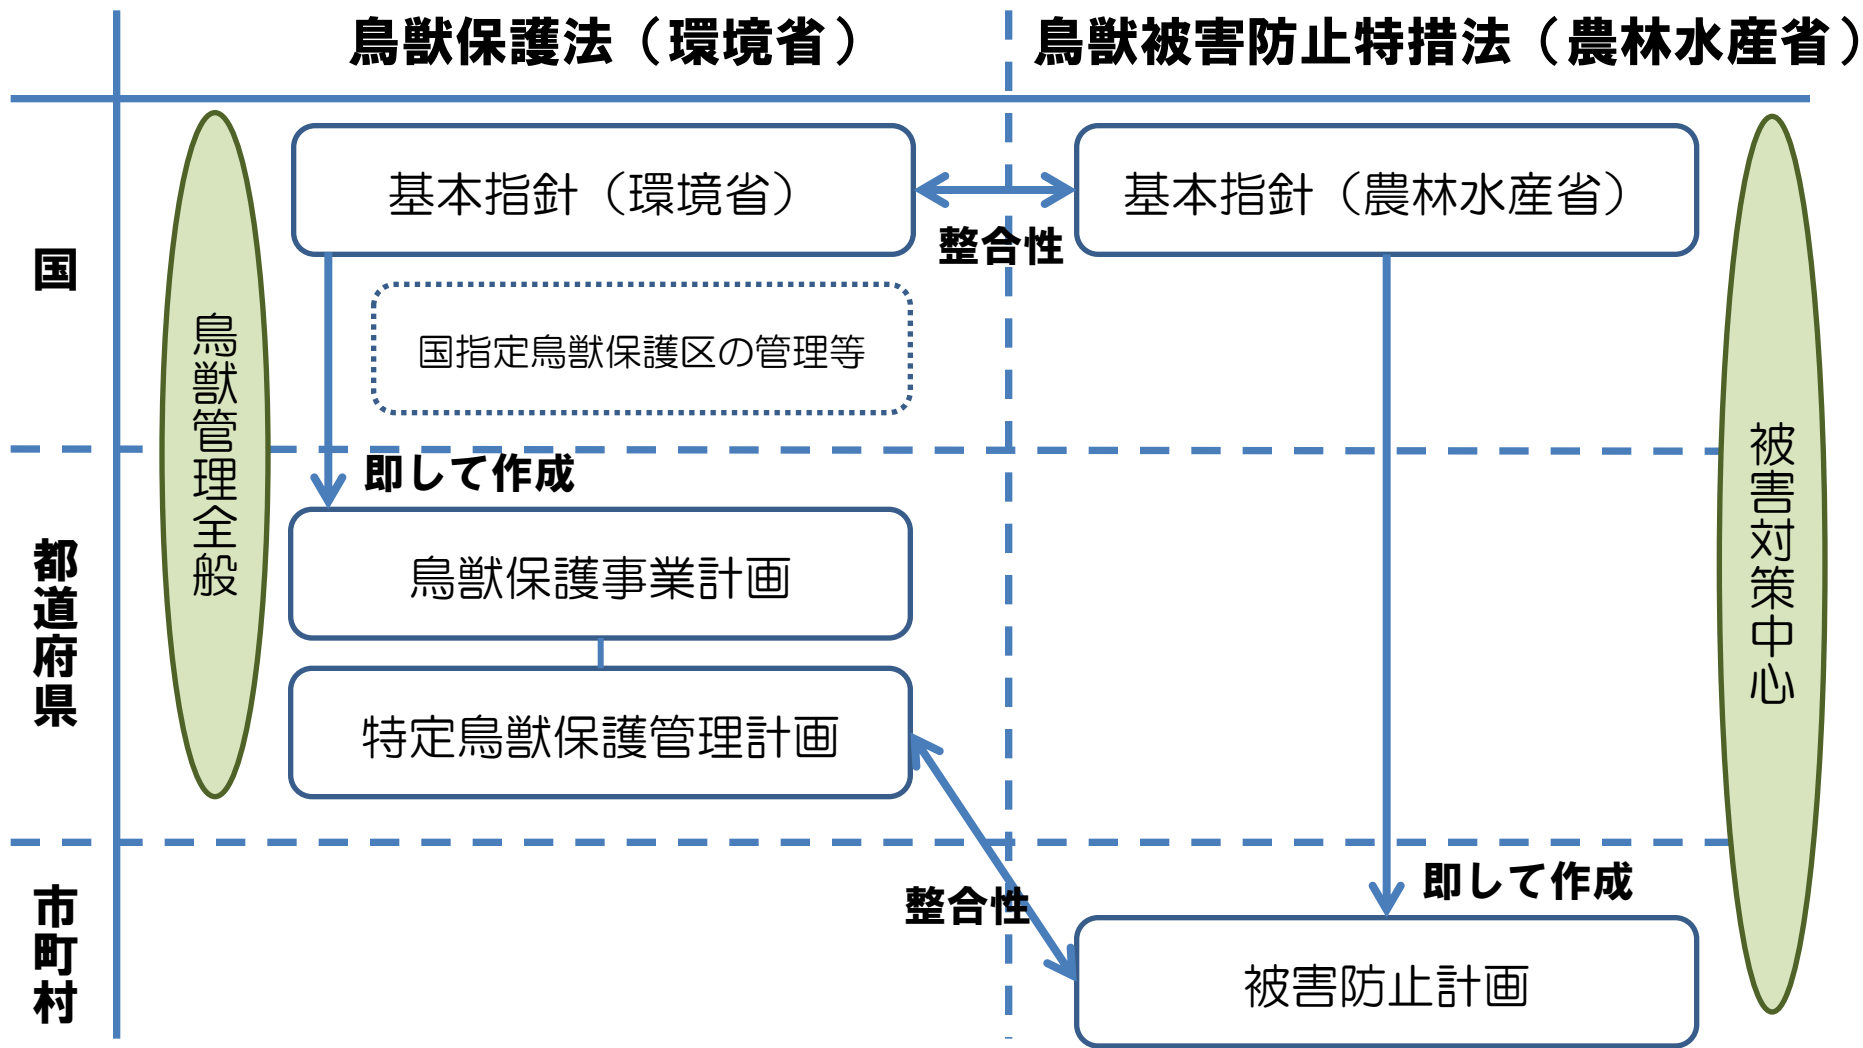 鳥獣保護法（環境省）
鳥獣被害防止特措法（農林水産省）
国
基本指針（環境省）
整合性
基本指針（農林水産省）
国指定鳥獣保護区の管理等
鳥獣管理全般
被害対策中心
即して作成
都道府県
鳥獣保護事業計画
特定鳥獣保護管理計画
市町村
整合性
即して作成
被害防止計画